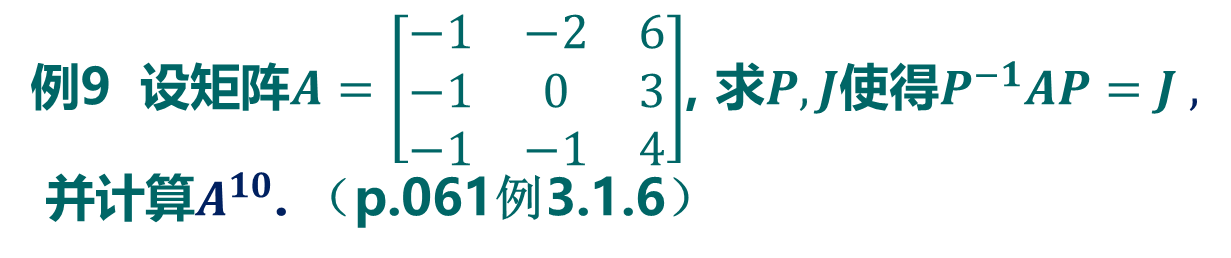 例9 设矩阵A = [−1 −2 6; −1 0 3; −1 −1 4], 求P, J使得P⁻¹AP = J ,
并计算A¹⁰. （p.061例3.1.6）